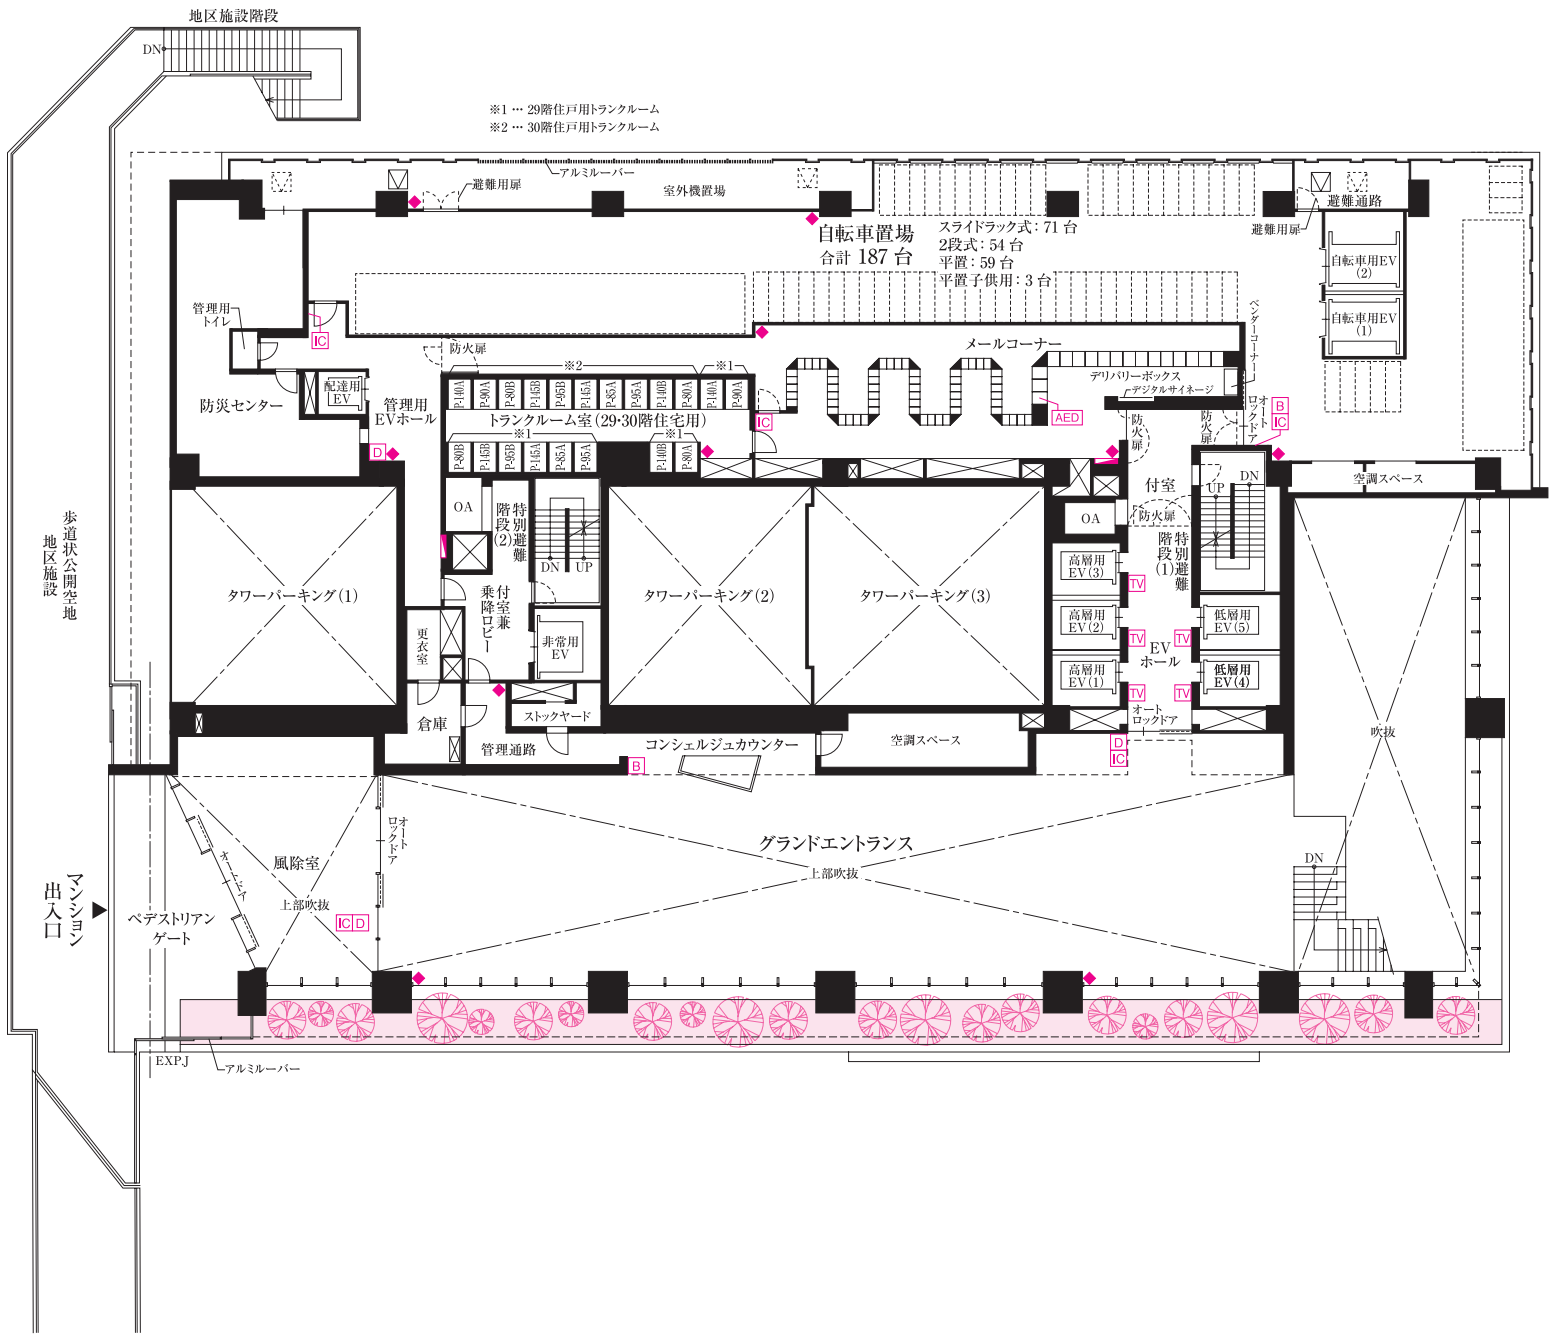 地区施設階段
DN
※1 … 29階住戸用トランクルーム
※2 … 30階住戸用トランクルーム
アルミルーバー
避難用扉
室外機置場
避難通路
避難用扉
自転車置場
合計 187 台
スライドラック式：71 台
2段式：54 台
平置：59 台
平置子供用：3 台
自転車用EV
(2)
自転車用EV
(1)
管理用
トイレ
IC
防火扉
メールコーナー
ベンダーコーナー
デリバリーボックス
デジタルサイネージ
AED
防災センター
配達用
EV
管理用
EVホール
D
※2
※1
P-140A
P-90A
P-80B
P-145B
P-95B
P-145A
P-85A
P-95A
P-140B
P-80A
P-140A
P-90A
トランクルーム室（29・30階住宅用）
※1
※1
P-80B
P-145B
P-95B
P-145A
P-85A
P-95A
P-140B
P-80A
IC
防火扉
防火扉
オート
ロックドア
B
IC
空調スペース
歩道状公開空地
地区施設
OA
特別避難
階段(2)
DN
UP
OA
付室
防火扉
特別避難
階段(1)
UP
DN
タワーパーキング(1)
タワーパーキング(2)
タワーパーキング(3)
高層用
EV(3)
TV
高層用
EV(2)
TV
TV
低層用
EV(5)
高層用
EV(1)
TV
TV
低層用
EV(4)
EV
ホール
付室兼
乗降ロビー
更衣室
非常用
EV
倉庫
ストックヤード
管理通路
コンシェルジュカウンター
空調スペース
オート
ロックドア
D
IC
B
吹抜
オート
ロックドア
風除室
上部吹抜
オートドア
IC
D
グランドエントランス
上部吹抜
DN
マンション
出入口
ペデストリアン
ゲート
EXP.J
アルミルーバー